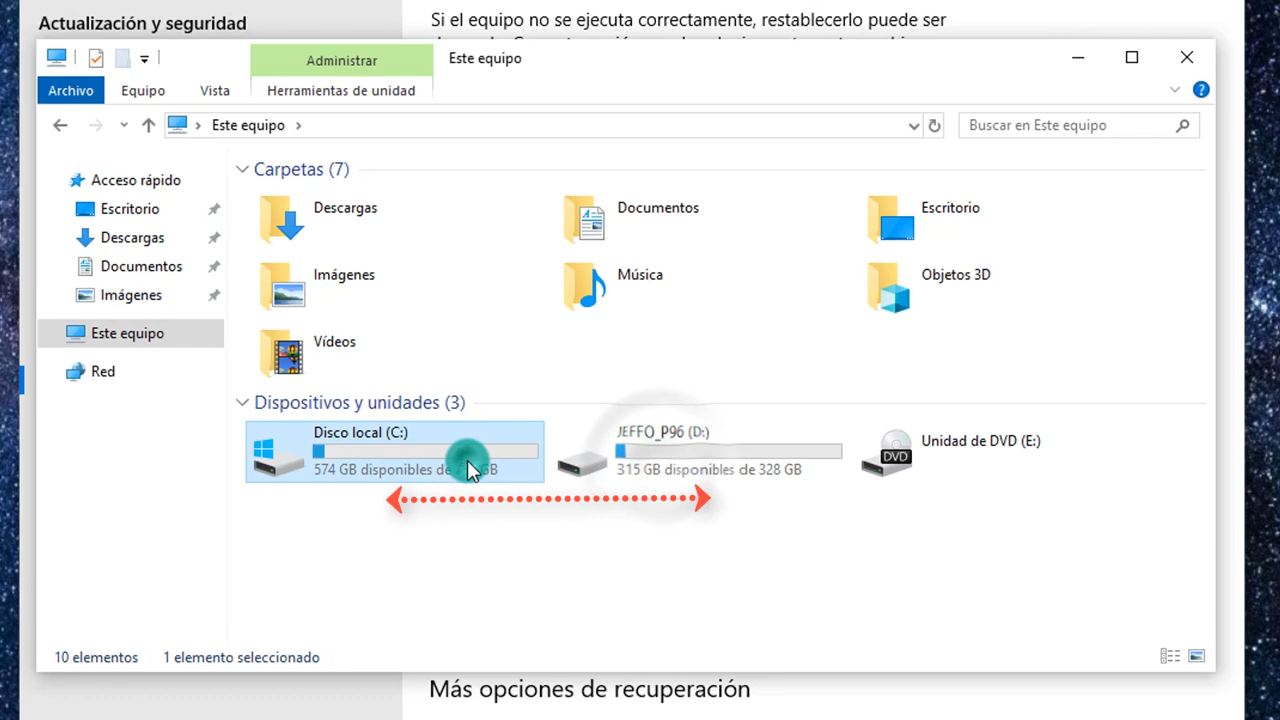 Actualización y seguridad
Si el equipo no se ejecuta correctamente, restablecerlo puede ser
Administrar
Este equipo
Archivo
Equipo
Vista
Herramientas de unidad
Este equipo
Buscar en Este equipo
Acceso rápido
Escritorio
Descargas
Documentos
Imágenes
Este equipo
Red
Carpetas (7)
Descargas
Documentos
Escritorio
Imágenes
Música
Objetos 3D
Vídeos
Dispositivos y unidades (3)
Disco local (C:)
574 GB disponibles de GB
JEFFO_P96 (D:)
315 GB disponibles de 328 GB
DVD
Unidad de DVD (E:)
10 elementos
1 elemento seleccionado
Más opciones de recuperación